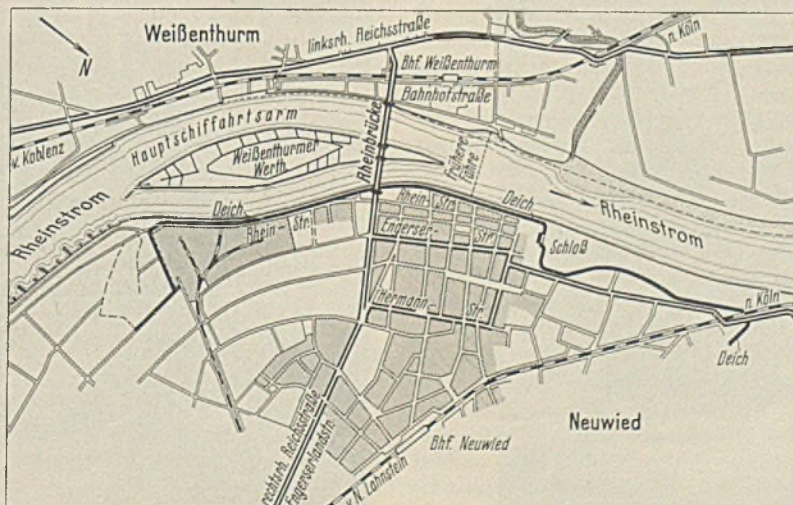 Weißenthurm
linksrh. Reichsstraße
n. Köln
N
Bhf. Weißenthurm
Bahnhofstraße
v. Koblenz
Hauptschiffahrtsarm
Rheinbrücke
Weißenthurmer
Werth
Frühere
Fähre
Rheinstrom
Deich
Rhein-
Str.
Deich
Rheinstrom
Rhein-
Str.
Engerser-
Str.
Schloß
Hermann-
Str.
n. Köln
Deich
Neuwied
rechtsrh. Reichsstraße
Engerserlandstr.
Bhf. Neuwied
v. N. Lahnstein